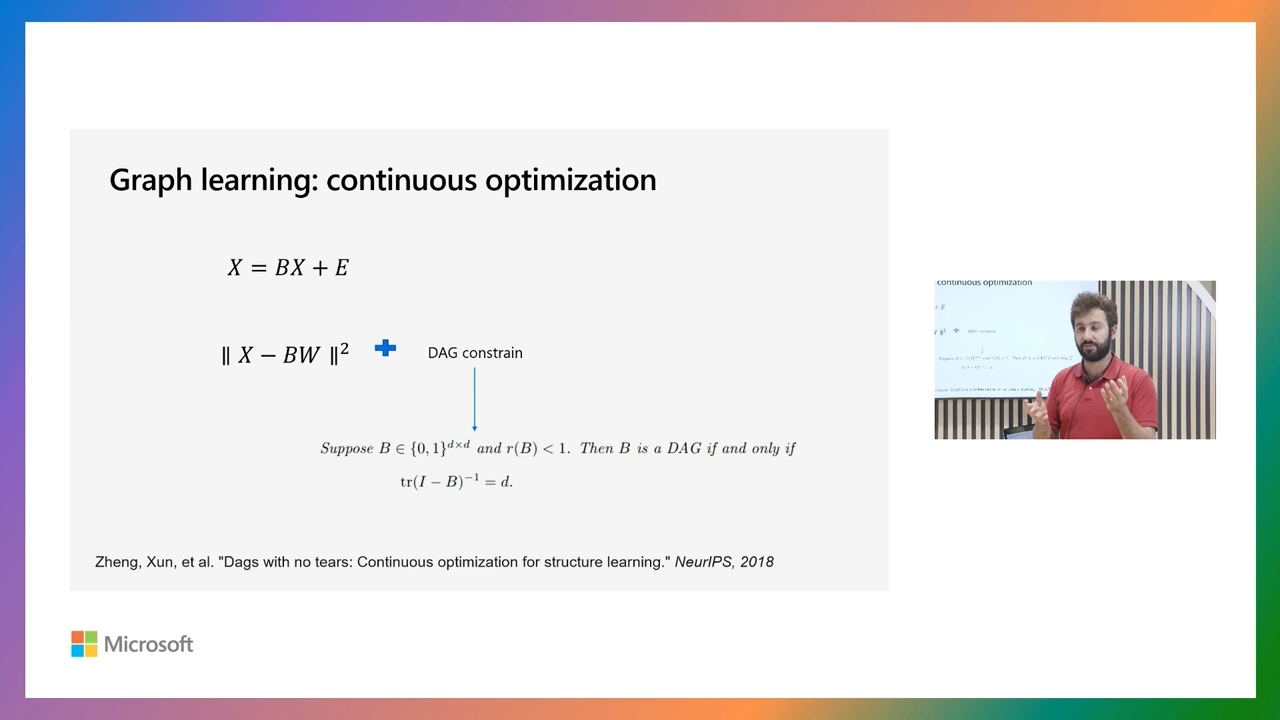 Graph learning: continuous optimization
X = BX + E
‖ X − BW ‖²
DAG constrain
Suppose B ∈ {0, 1}^{d×d} and r(B) < 1. Then B is a DAG if and only if
tr(I − B)⁻¹ = d.
Zheng, Xun, et al. "Dags with no tears: Continuous optimization for structure learning." NeurIPS, 2018
Microsoft
continuous optimization